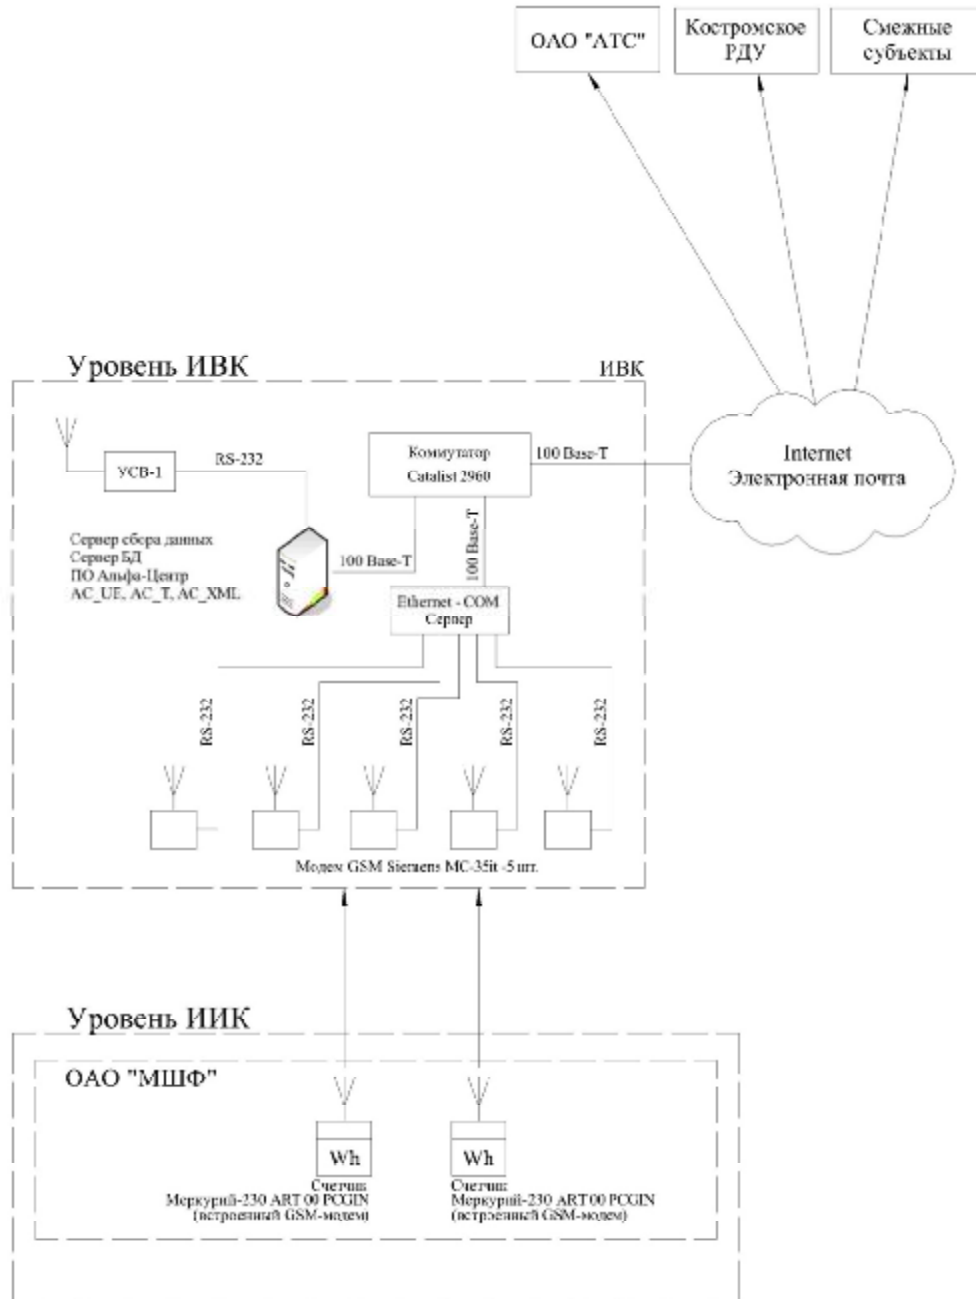 ОАО "АТС"
Костромское
РДУ
Смежные
субъекты
Уровень ИВК
ИВК
УСВ-1
RS-232
Коммутатор
Catalist 2960
100 Base-T
Internet
Электронная почта
Сервер сбора данных
Сервер БД
ПО Альфа-Центр
AC_UE, AC_T, AC_XML
100 Base-T
100 Base-T
Ethernet - COM
Сервер
RS-232
RS-232
RS-232
RS-232
RS-232
Модем GSM Siemens MC-35it -5 шт.
Уровень ИИК
ОАО "МШФ"
Wh
Счетчик
Меркурий-230 ART 00 PCGIN
(встроенный GSM-модем)
Wh
Счетчик
Меркурий-230 ART 00 PCGIN
(встроенный GSM-модем)